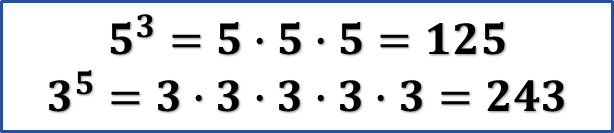 5³ = 5 · 5 · 5 = 125
3⁵ = 3 · 3 · 3 · 3 · 3 = 243